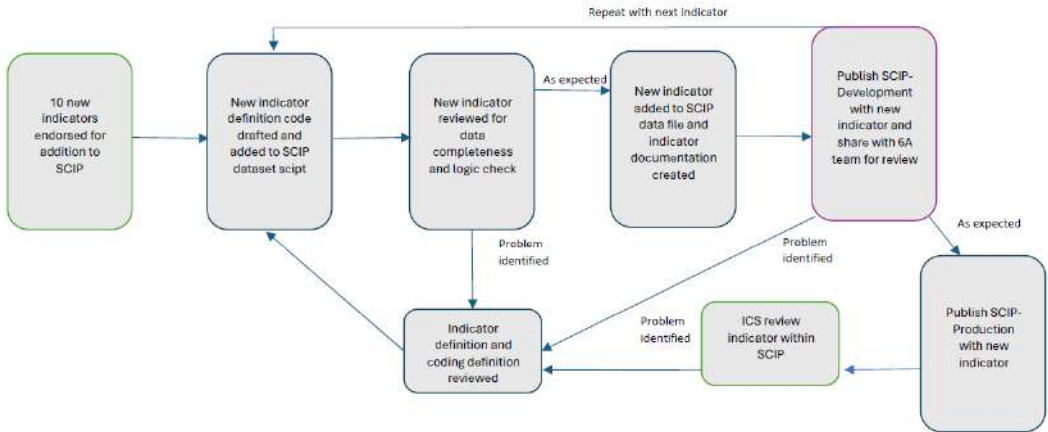 Repeat with next indicator
10 new
indicators
endorsed for
addition to
SCIP
New indicator
definition code
drafted and
added to SCIP
dataset scipt
New indicator
reviewed for
data
completeness
and logic check
As expected
New indicator
added to SCIP
data file and
indicator
documentation
created
Publish SCIP-
Development
with new
indicator and
share with 6A
team for review
Problem
identified
Problem
identified
As expected
Indicator
definition and
coding definition
reviewed
Problem
Identified
ICS review
indicator within
SCIP
Publish SCIP-
Production
with new
indicator